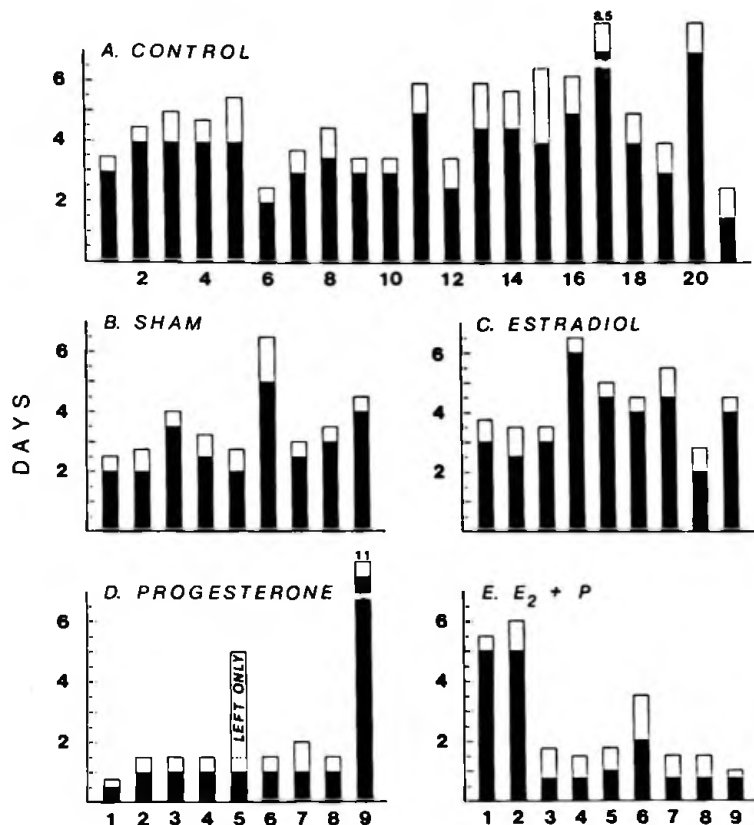 8.5
A. CONTROL
6
4
2
2 4 6 8 10 12 14 16 18 20
DAYS
B. SHAM
6
4
2
C. ESTRADIOL
6
4
2
11
D. PROGESTERONE
6
4
2
LEFT ONLY
1 2 3 4 5 6 7 8 9
E. E₂ + P
6
4
2
1 2 3 4 5 6 7 8 9